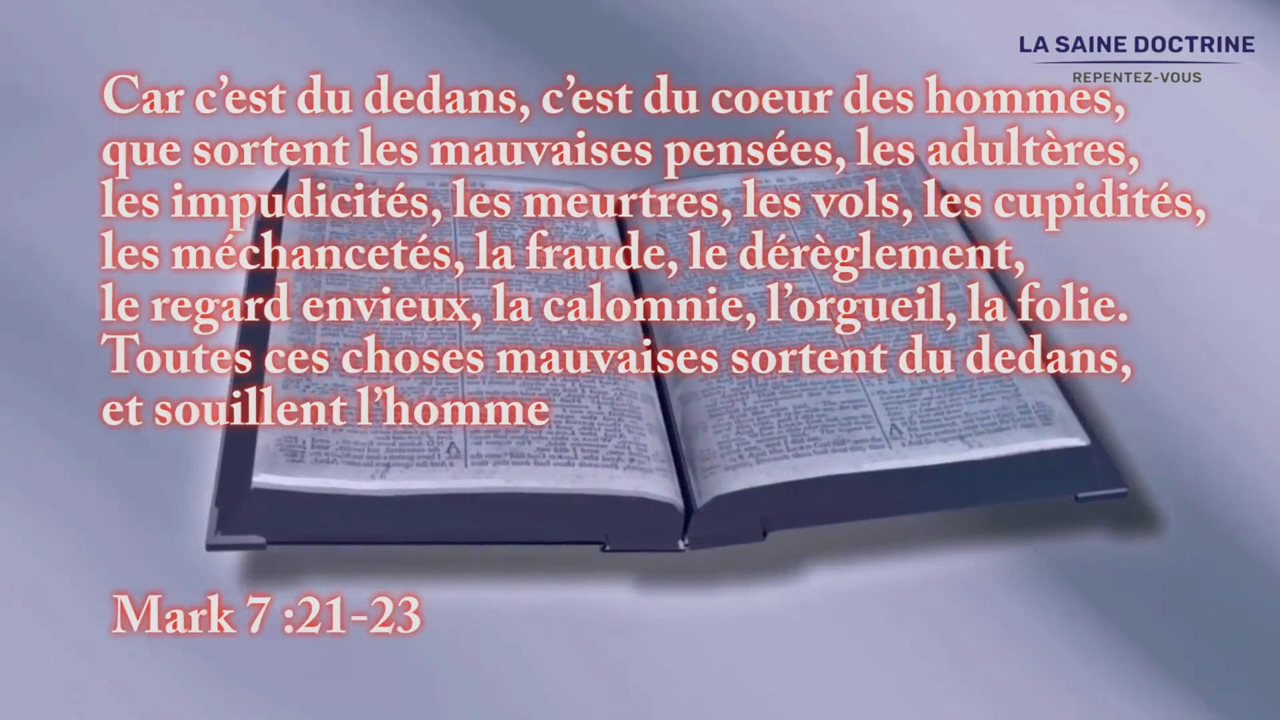 LA SAINE DOCTRINE
REPENTEZ-VOUS
Car c’est du dedans, c’est du coeur des hommes,
que sortent les mauvaises pensées, les adultères,
les impudicités, les meurtres, les vols, les cupidités,
les méchancetés, la fraude, le dérèglement,
le regard envieux, la calomnie, l’orgueil, la folie.
Toutes ces choses mauvaises sortent du dedans,
et souillent l’homme
Mark 7 :21-23